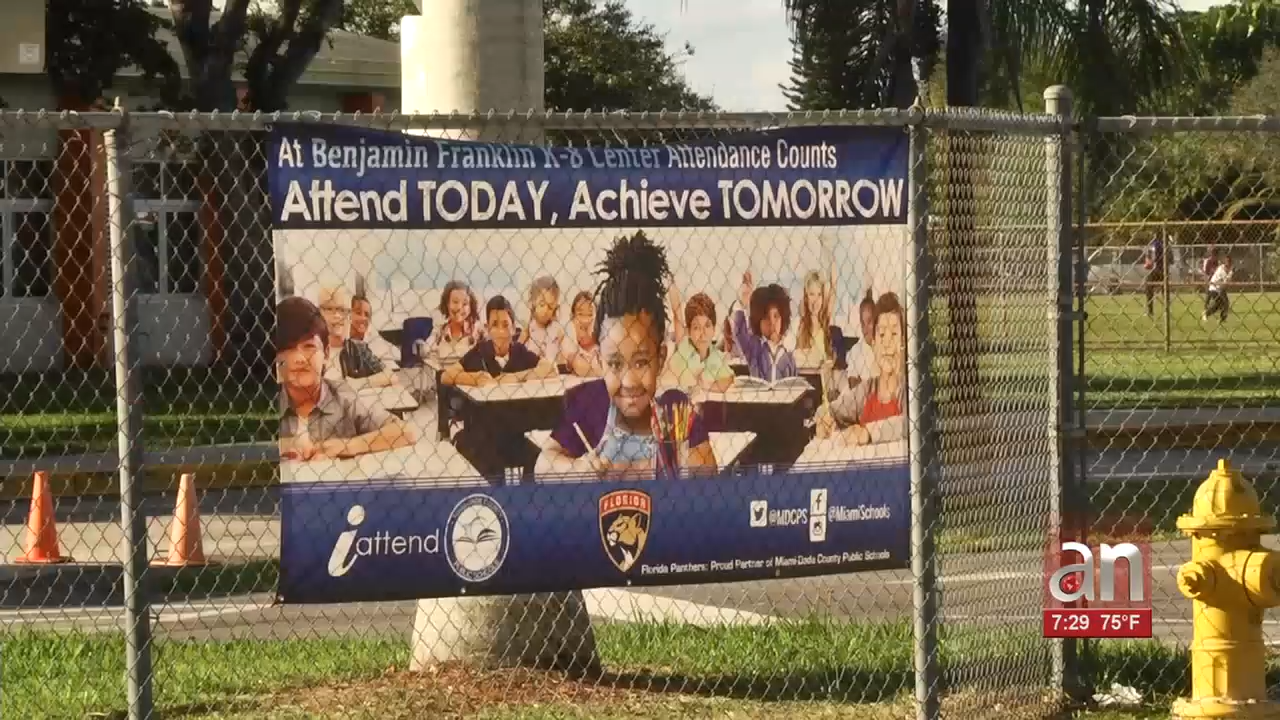 At Benjamin Franklin K-8 Center Attendance Counts
Attend TODAY, Achieve TOMORROW
iattend
FLORIDA
@MDCPS
@MiamiSchools
Florida Panthers: Proud Partner of Miami-Dade County Public Schools
an
7:29 75°F